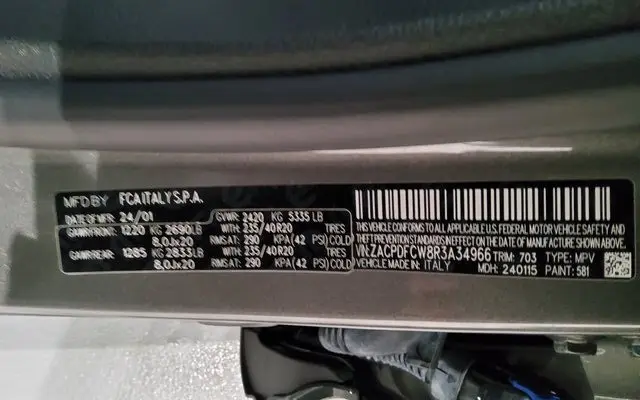 MFD BY FCA ITALY S.P.A.
DATE OF MFR 24/01 GVWR: 2420 KG 5335 LB
GAWR FRONT: 1220 KG 2690 LB WITH 235/40R20 TIRES
8.0Jx20 RIMS AT: 290 KPA(42 PSI) COLD
GAWR REAR: 1285 KG 2833 LB WITH 235/40R20 TIRES
8.0Jx20 RIMS AT: 290 KPA(42 PSI) COLD
THIS VEHICLE CONFORMS TO ALL APPLICABLE U.S. FEDERAL MOTOR VEHICLE SAFETY AND
THEFT PREVENTION STANDARDS IN EFFECT ON THE DATE OF MANUFACTURE SHOWN ABOVE.
VIN: ZACPDFCW8R3A34966 TRIM: 703 TYPE: MPV
VEHICLE MADE IN: ITALY MDH: 240115 PAINT: 581